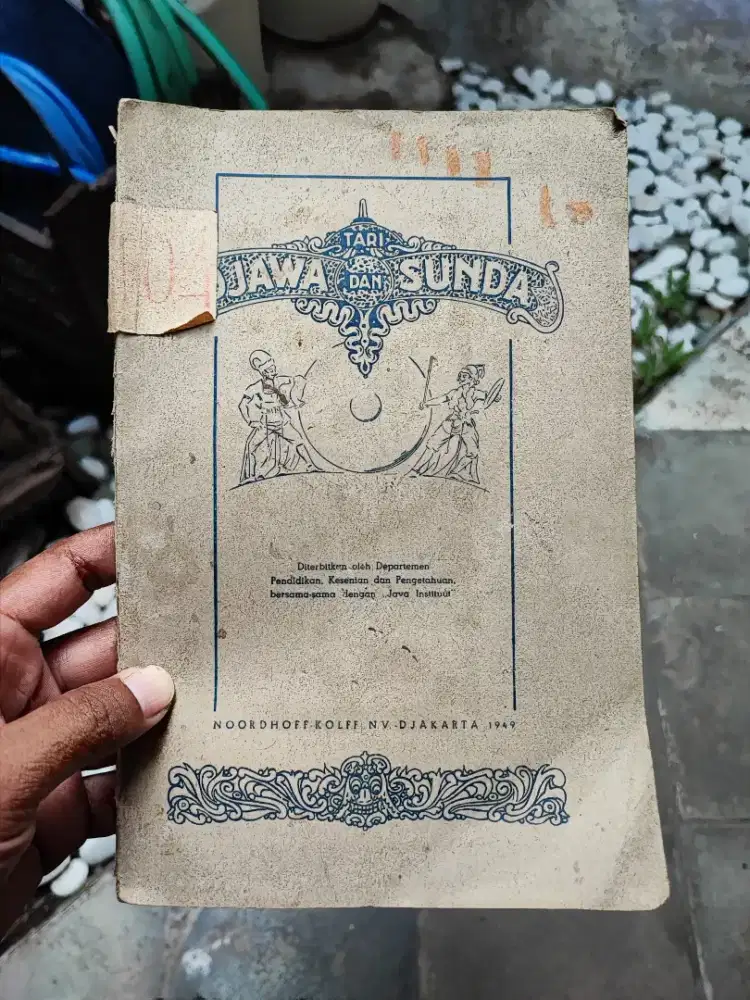 TARI
DJAWA DAN SUNDA
Diterbitkan oleh Departemen
Pendidikan, Kesenian dan Pengetahuan,
bersama-sama dengan „Java Instituut"
NOORDHOFF-KOLFF N.V. DJAKARTA 1949